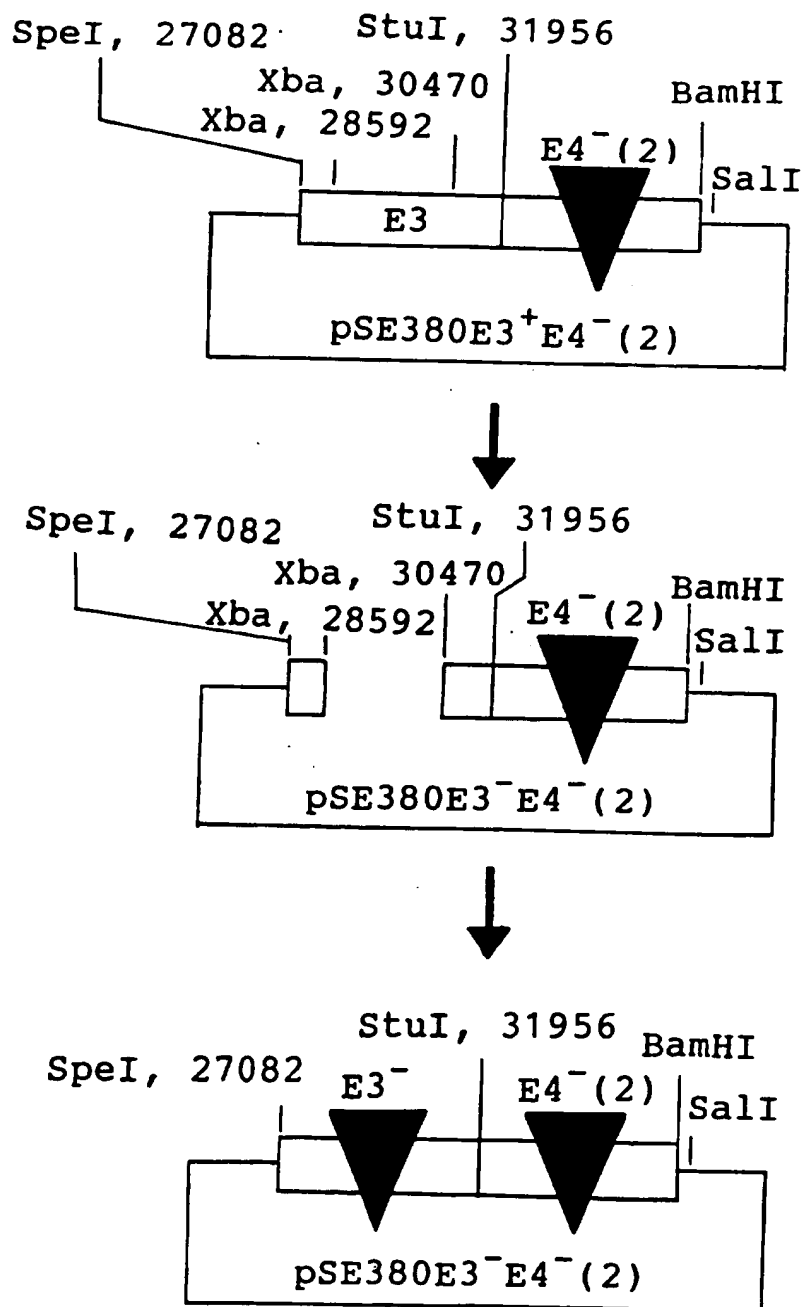 SpeI, 27082
StuI, 31956
Xba, 30470
Xba, 28592
BamHI
E4⁻(2)
SalI
E3
pSE380E3⁺E4⁻(2)
SpeI, 27082
StuI, 31956
Xba, 30470
BamHI
Xba, 28592
E4⁻(2)
SalI
pSE380E3⁻E4⁻(2)
StuI, 31956
BamHI
SpeI, 27082
E3⁻
E4⁻(2)
SalI
pSE380E3⁻E4⁻(2)